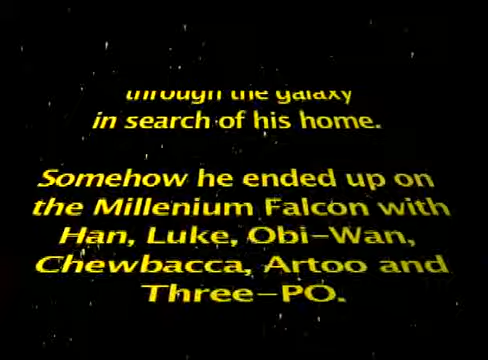 through the galaxy
in search of his home.
Somehow he ended up on
the Millenium Falcon with
Han, Luke, Obi-Wan,
Chewbacca, Artoo and
Three-PO.